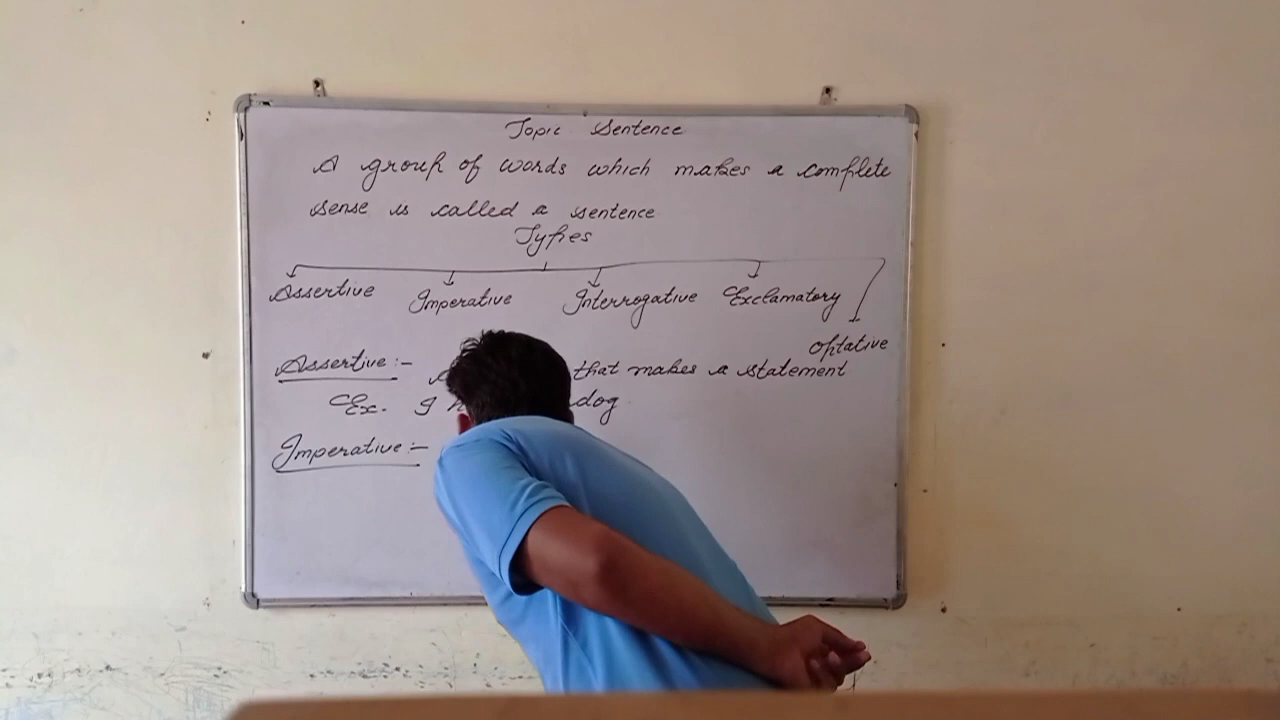 Topic Sentence
A group of words which makes a complete
sense is called a sentence
Types
Assertive Imperative Interrogative Exclamatory
Optative
Assertive :- that makes a statement
Ex. I dog
Imperative :-